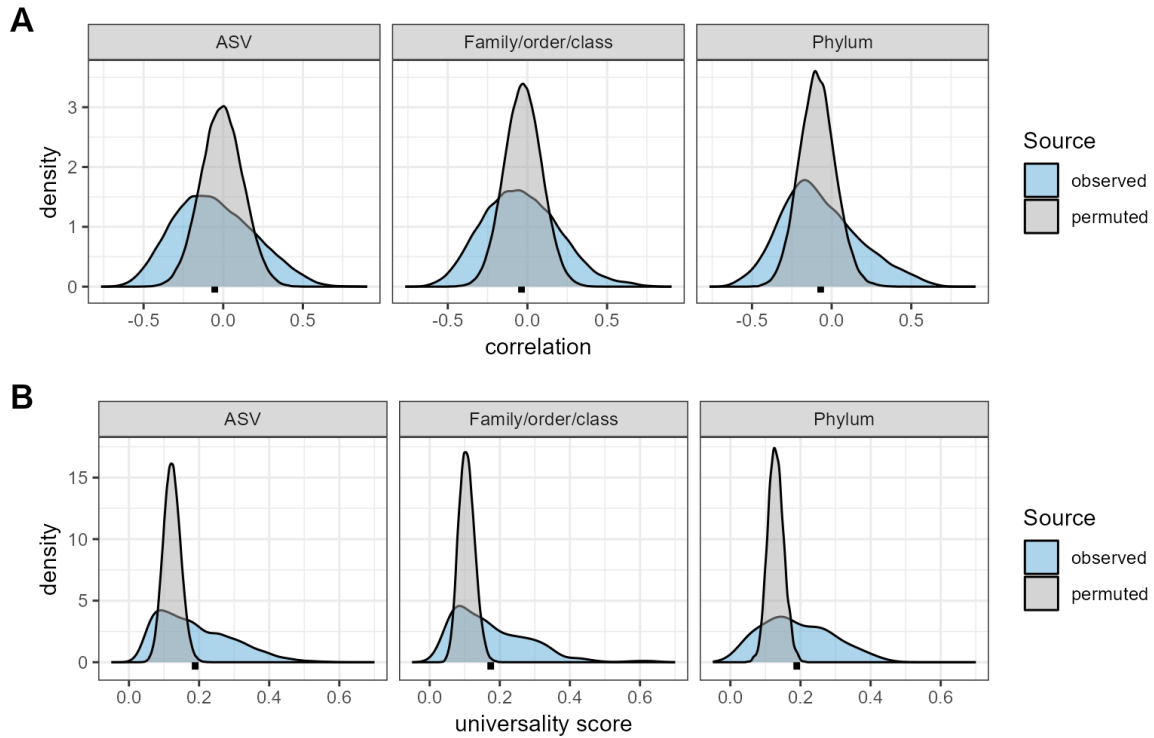 A
ASV Family/order/class Phylum
density
3
2
1
0
-0.5 0.0 0.5 -0.5 0.0 0.5 -0.5 0.0 0.5
correlation
Source
observed
permuted
B
ASV Family/order/class Phylum
density
15
10
5
0
0.0 0.2 0.4 0.6 0.0 0.2 0.4 0.6 0.0 0.2 0.4 0.6
universality score
Source
observed
permuted